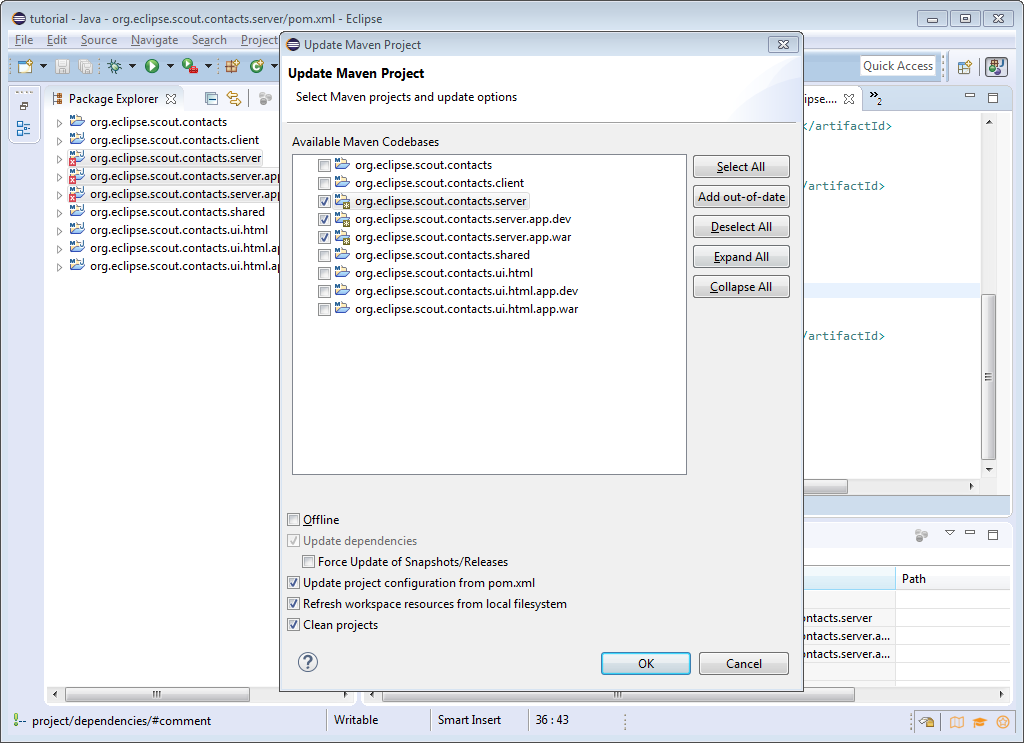 tutorial - Java - org.eclipse.scout.contacts.server/pom.xml - Eclipse
File Edit Source Navigate Search Project
Quick Access
Package Explorer
org.eclipse.scout.contacts
org.eclipse.scout.contacts.client
org.eclipse.scout.contacts.server
org.eclipse.scout.contacts.server.app
org.eclipse.scout.contacts.server.app
org.eclipse.scout.contacts.shared
org.eclipse.scout.contacts.ui.html
org.eclipse.scout.contacts.ui.html.ap
org.eclipse.scout.contacts.ui.html.ap
Update Maven Project
Update Maven Project
Select Maven projects and update options
Available Maven Codebases
org.eclipse.scout.contacts
org.eclipse.scout.contacts.client
org.eclipse.scout.contacts.server
org.eclipse.scout.contacts.server.app.dev
org.eclipse.scout.contacts.server.app.war
org.eclipse.scout.contacts.shared
org.eclipse.scout.contacts.ui.html
org.eclipse.scout.contacts.ui.html.app.dev
org.eclipse.scout.contacts.ui.html.app.war
Select All
Add out-of-date
Deselect All
Expand All
Collapse All
Offline
Update dependencies
Force Update of Snapshots/Releases
Update project configuration from pom.xml
Refresh workspace resources from local filesystem
Clean projects
OK Cancel
ipse.... 2
</artifactId>
/artifactId>
/artifactId>
Path
ontacts.server
ontacts.server.a...
ontacts.server.a...
project/dependencies/#comment Writable Smart Insert 36 : 43